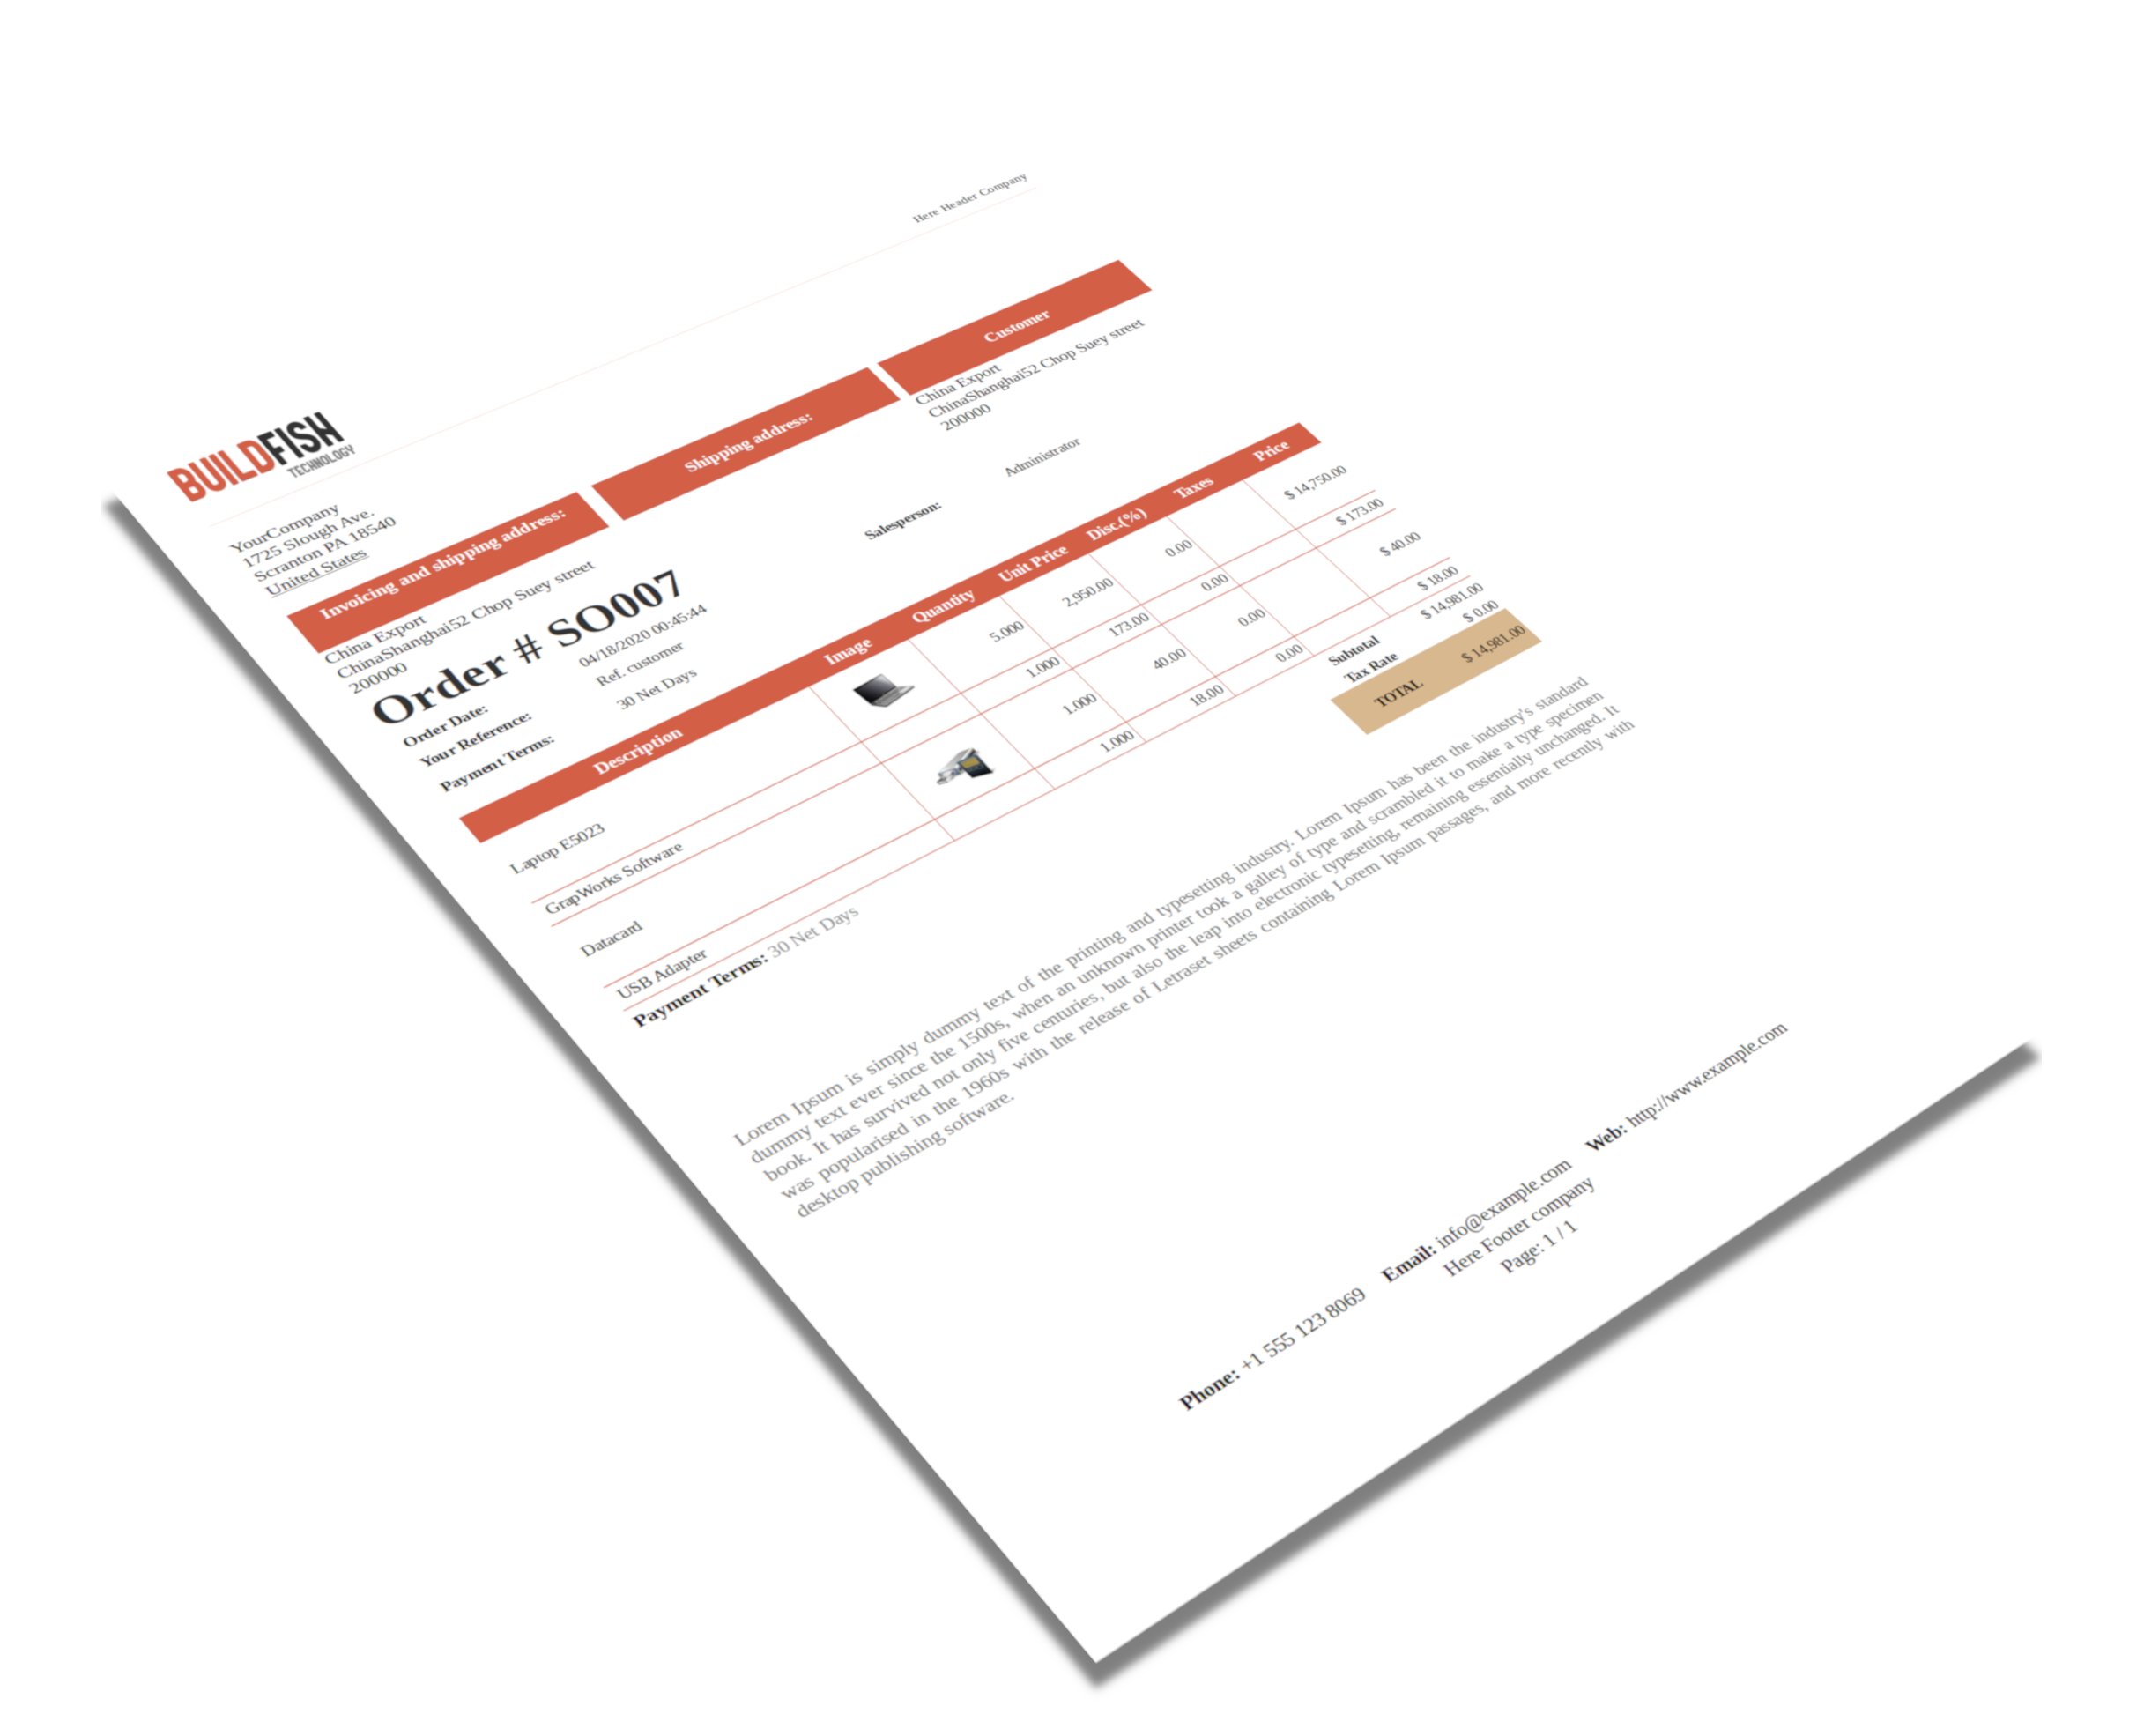 Here Header Company
BUILDFISH
TECHNOLOGY
YourCompany
1725 Slough Ave.
Scranton PA 18540
United States
Invoicing and shipping address:
Shipping address:
Customer
China Export
ChinaShanghai52 Chop Suey street
200000
China Export
ChinaShanghai52 Chop Suey street
200000
Order # SO007
Order Date: 04/18/2020 00:45:44
Salesperson: Administrator
Your Reference: Ref. customer
Payment Terms: 30 Net Days
Description Image Quantity Unit Price Disc.(%) Taxes Price
Laptop E5023 5.000 2,950.00 0.00 $ 14,750.00
GrapWorks Software 1.000 173.00 0.00 $ 173.00
Datacard 1.000 40.00 0.00 $ 40.00
USB Adapter 1.000 18.00 0.00 $ 18.00
Payment Terms: 30 Net Days
Subtotal $ 14,981.00
Tax Rate $ 0.00
TOTAL $ 14,981.00
Lorem Ipsum is simply dummy text of the printing and typesetting industry. Lorem Ipsum has been the industry's standard
dummy text ever since the 1500s, when an unknown printer took a galley of type and scrambled it to make a type specimen
book. It has survived not only five centuries, but also the leap into electronic typesetting, remaining essentially unchanged. It
was popularised in the 1960s with the release of Letraset sheets containing Lorem Ipsum passages, and more recently with
desktop publishing software.
Phone: +1 555 123 8069 Email: info@example.com Web: http://www.example.com
Here Footer company
Page: 1 / 1